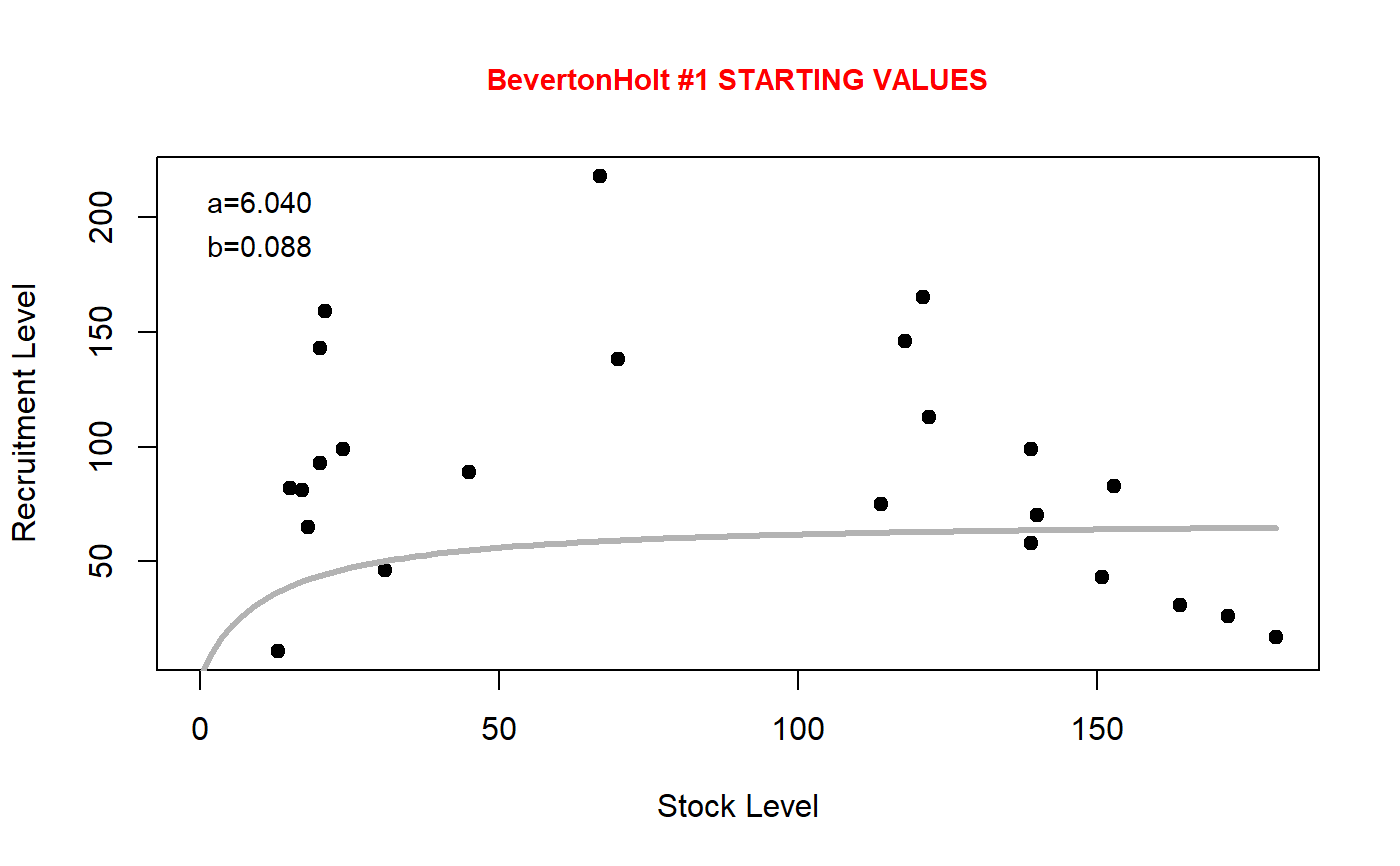 BevertonHolt #1 STARTING VALUES
a=6.040
b=0.088
Recruitment Level
200
150
100
50
0 50 100 150
Stock Level